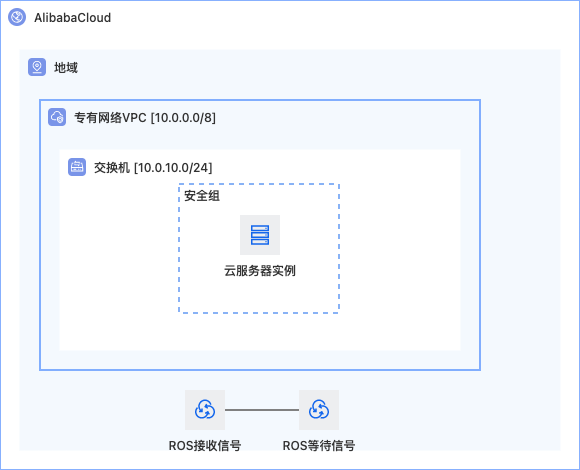 AlibabaCloud
地域
专有网络VPC [10.0.0.0/8]
交换机 [10.0.10.0/24]
安全组
云服务器实例
ROS接收信号
ROS等待信号